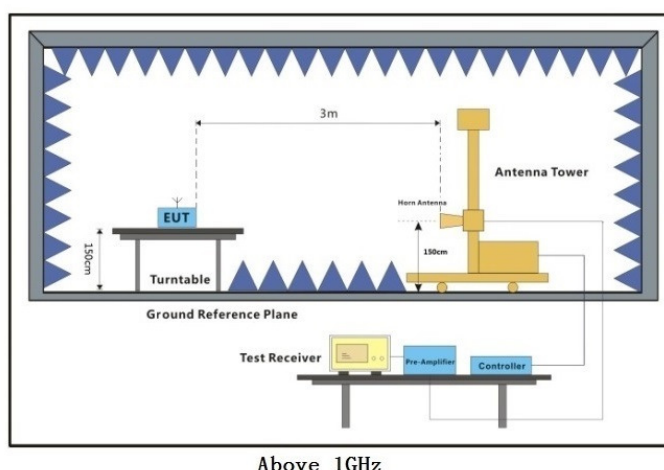 3m
Antenna Tower
Horn Antenna
EUT
150cm
150cm
Turntable
Ground Reference Plane
Test Receiver
Pre-Amplifier
Controller
Above 1GHz